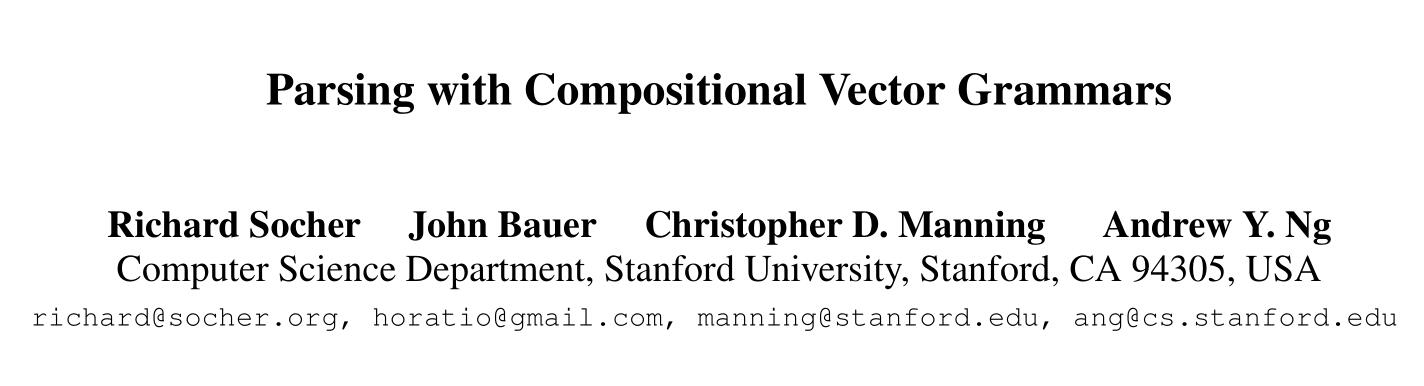 Parsing with Compositional Vector Grammars
Richard Socher John Bauer Christopher D. Manning Andrew Y. Ng
Computer Science Department, Stanford University, Stanford, CA 94305, USA
richard@socher.org, horatio@gmail.com, manning@stanford.edu, ang@cs.stanford.edu